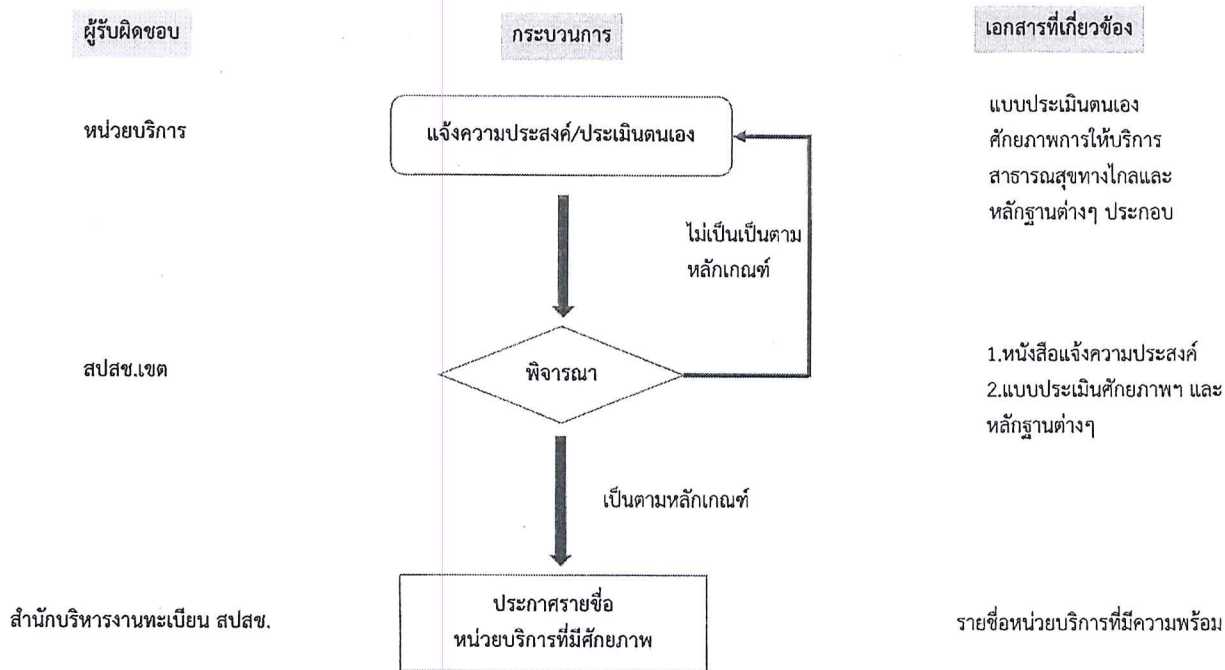 ผู้รับผิดชอบ
กระบวนการ
เอกสารที่เกี่ยวข้อง
หน่วยบริการ
แจ้งความประสงค์/ประเมินตนเอง
แบบประเมินตนเอง
ศักยภาพการให้บริการ
สาธารณสุขทางไกลและ
หลักฐานต่างๆ ประกอบ
ไม่เป็นเป็นตาม
หลักเกณฑ์
สปสช.เขต
พิจารณา
1.หนังสือแจ้งความประสงค์
2.แบบประเมินศักยภาพฯ และ
หลักฐานต่างๆ
เป็นตามหลักเกณฑ์
สำนักบริหารงานทะเบียน สปสช.
ประกาศรายชื่อ
หน่วยบริการที่มีศักยภาพ
รายชื่อหน่วยบริการที่มีความพร้อม